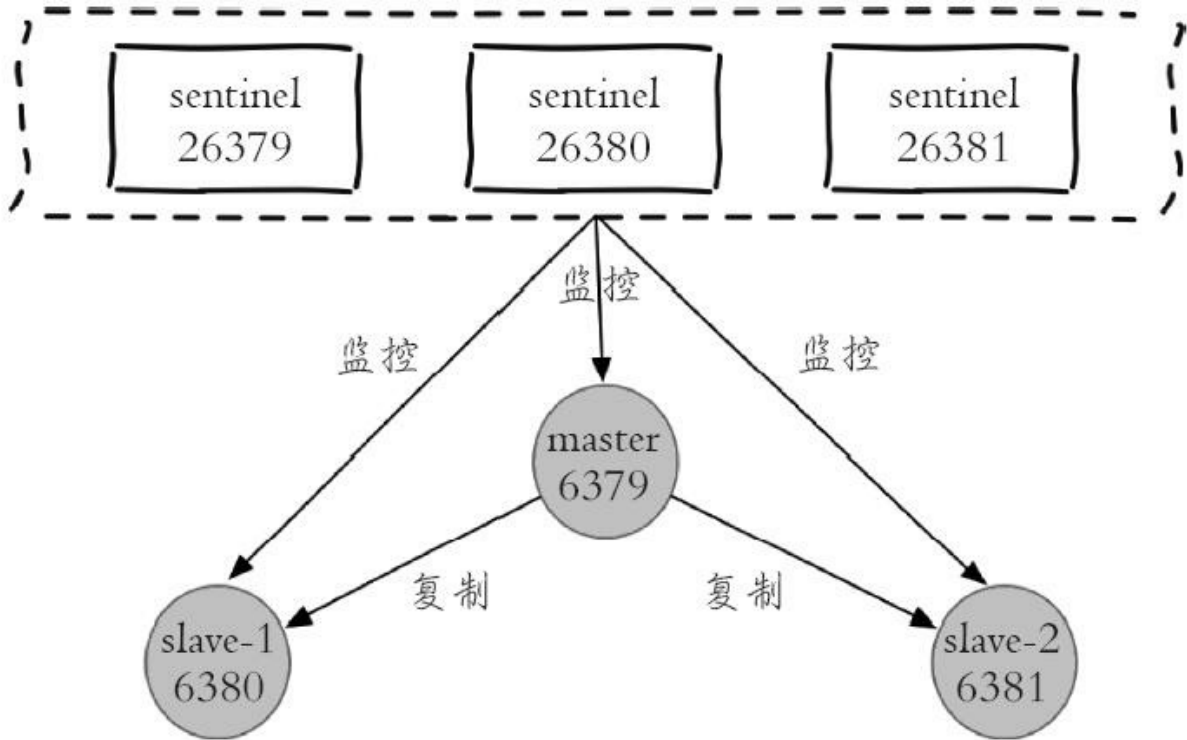 sentinel
26379
sentinel
26380
sentinel
26381
监控
监控
监控
master
6379
复制
复制
slave-1
6380
slave-2
6381